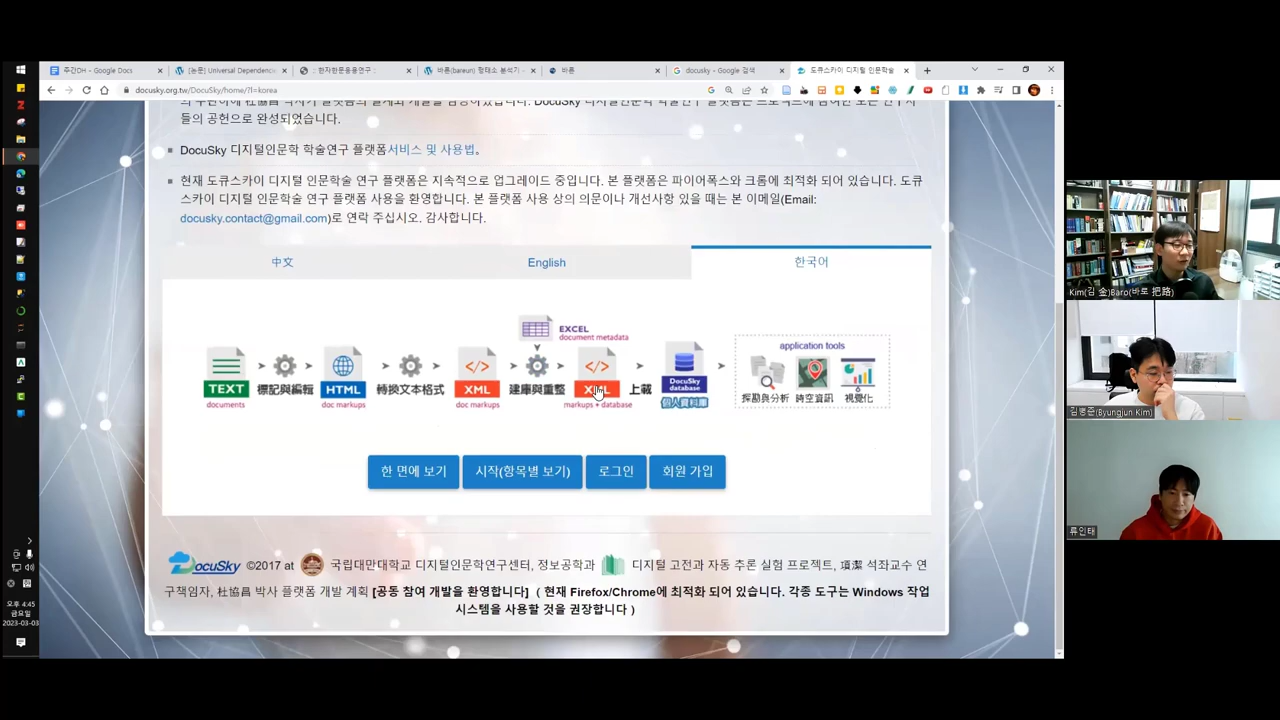 주간DH - Google Docs
[논문] Universal Dependencie
:: 한자한문응용연구 :
바른(bareun) 형태소 분석기 -
바른
docusky - Google 검색
도큐스카이 디지털 인문학술
docusky.org.tw/DocuSky/home/?l=korea
들의 공헌으로 완성되었습니다.
DocuSky 디지털인문학 학술연구 플랫폼서비스 및 사용법。
현재 도큐스카이 디지털 인문학술 연구 플랫폼은 지속적으로 업그레이드 중입니다. 본 플랫폼은 파이어폭스와 크롬에 최적화 되어 있습니다. 도큐
스카이 디지털 인문학술 연구 플랫폼 사용을 환영합니다. 본 플랫폼 사용 상의 의문이나 개선사항 있을 때는 본 이메일(Email:
docusky.contact@gmail.com)로 연락 주십시오. 감사합니다.
中文
English
한국어
EXCEL
document metadata
application tools
TEXT
documents
標記與編輯
HTML
doc markups
轉換文本格式
XML
doc markups
建庫與重整
markups + database
上載
DocuSky
database
個人資料庫
探勘與分析
時空資訊
視覺化
한 면에 보기
시작(항목별 보기)
로그인
회원 가입
DocuSky ©2017 at 국립대만대학교 디지털인문학연구센터, 정보공학과 디지털 고전과 자동 추론 실험 프로젝트, 項潔 석좌교수 연
구책임자, 杜協昌 박사 플랫폼 개발 계획 [공동 참여 개발을 환영합니다] ( 현재 Firefox/Chrome에 최적화 되어 있습니다. 각종 도구는 Windows 작업
시스템을 사용할 것을 권장합니다 )
오후 4:45
금요일
2023-03-03
Kim(김 金)Baro(바로 把路)
김병준(Byungjun Kim)
류인태